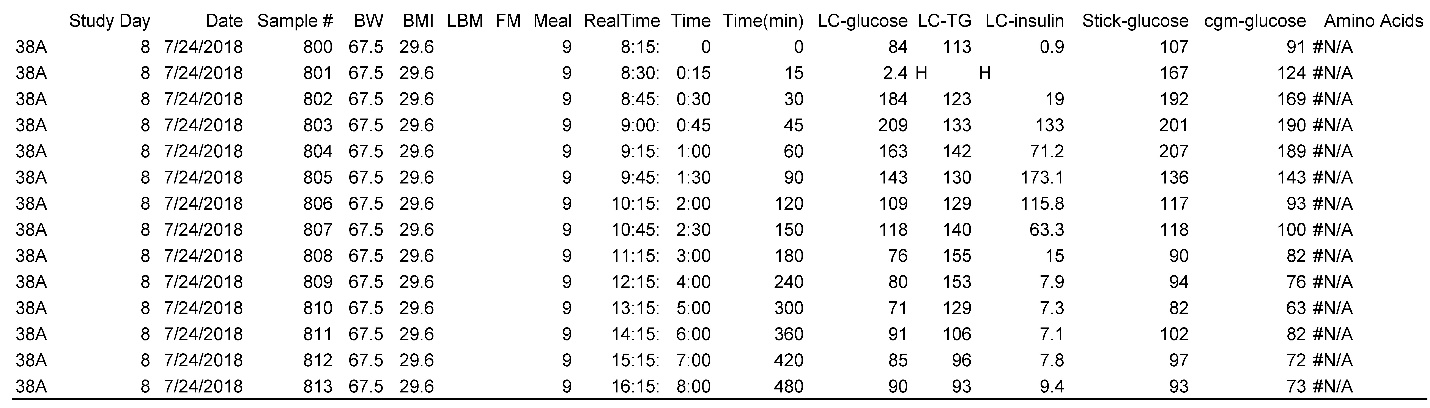 Study Day Date Sample # BW BMI LBM FM Meal RealTime Time Time(min) LC-glucose LC-TG LC-insulin Stick-glucose cgm-glucose Amino Acids
38A 8 7/24/2018 800 67.5 29.6 9 8:15: 0 0 84 113 0.9 107 91 #N/A
38A 8 7/24/2018 801 67.5 29.6 9 8:30: 0:15 15 2.4 H H 167 124 #N/A
38A 8 7/24/2018 802 67.5 29.6 9 8:45: 0:30 30 184 123 19 192 169 #N/A
38A 8 7/24/2018 803 67.5 29.6 9 9:00: 0:45 45 209 133 133 201 190 #N/A
38A 8 7/24/2018 804 67.5 29.6 9 9:15: 1:00 60 163 142 71.2 207 189 #N/A
38A 8 7/24/2018 805 67.5 29.6 9 9:45: 1:30 90 143 130 173.1 136 143 #N/A
38A 8 7/24/2018 806 67.5 29.6 9 10:15: 2:00 120 109 129 115.8 117 93 #N/A
38A 8 7/24/2018 807 67.5 29.6 9 10:45: 2:30 150 118 140 63.3 118 100 #N/A
38A 8 7/24/2018 808 67.5 29.6 9 11:15: 3:00 180 76 155 15 90 82 #N/A
38A 8 7/24/2018 809 67.5 29.6 9 12:15: 4:00 240 80 153 7.9 94 76 #N/A
38A 8 7/24/2018 810 67.5 29.6 9 13:15: 5:00 300 71 129 7.3 82 63 #N/A
38A 8 7/24/2018 811 67.5 29.6 9 14:15: 6:00 360 91 106 7.1 102 82 #N/A
38A 8 7/24/2018 812 67.5 29.6 9 15:15: 7:00 420 85 96 7.8 97 72 #N/A
38A 8 7/24/2018 813 67.5 29.6 9 16:15: 8:00 480 90 93 9.4 93 73 #N/A